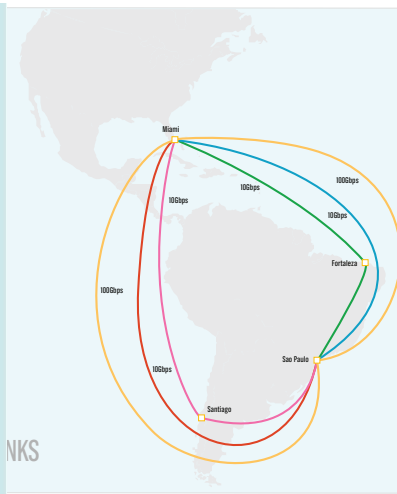 Miami
100Gbps
10Gbps
10Gbps
10Gbps
Fortaleza
100Gbps
Sao Paulo
10Gbps
Santiago
NKS